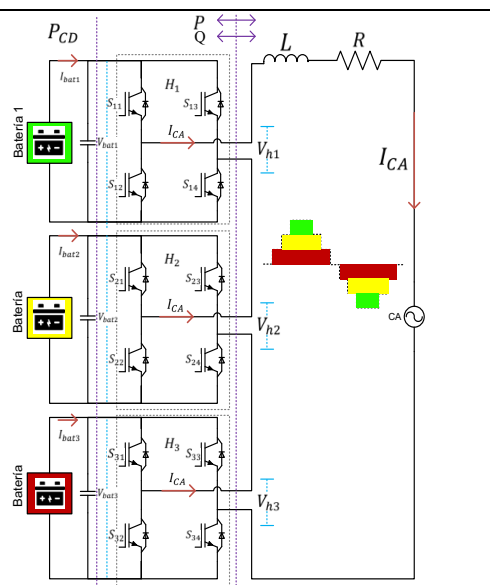 P_CD
P
Q
L
R
I_bat1
H_1
S_11
S_13
Batería 1
V_bat1
I_CA
V_h1
S_12
S_14
I_CA
I_bat2
H_2
S_21
S_23
Batería
V_bat2
I_CA
V_h2
CA
S_22
S_24
I_bat3
H_3
S_31
S_33
Batería
I_CA
V_bat3
V_h3
S_32
S_34